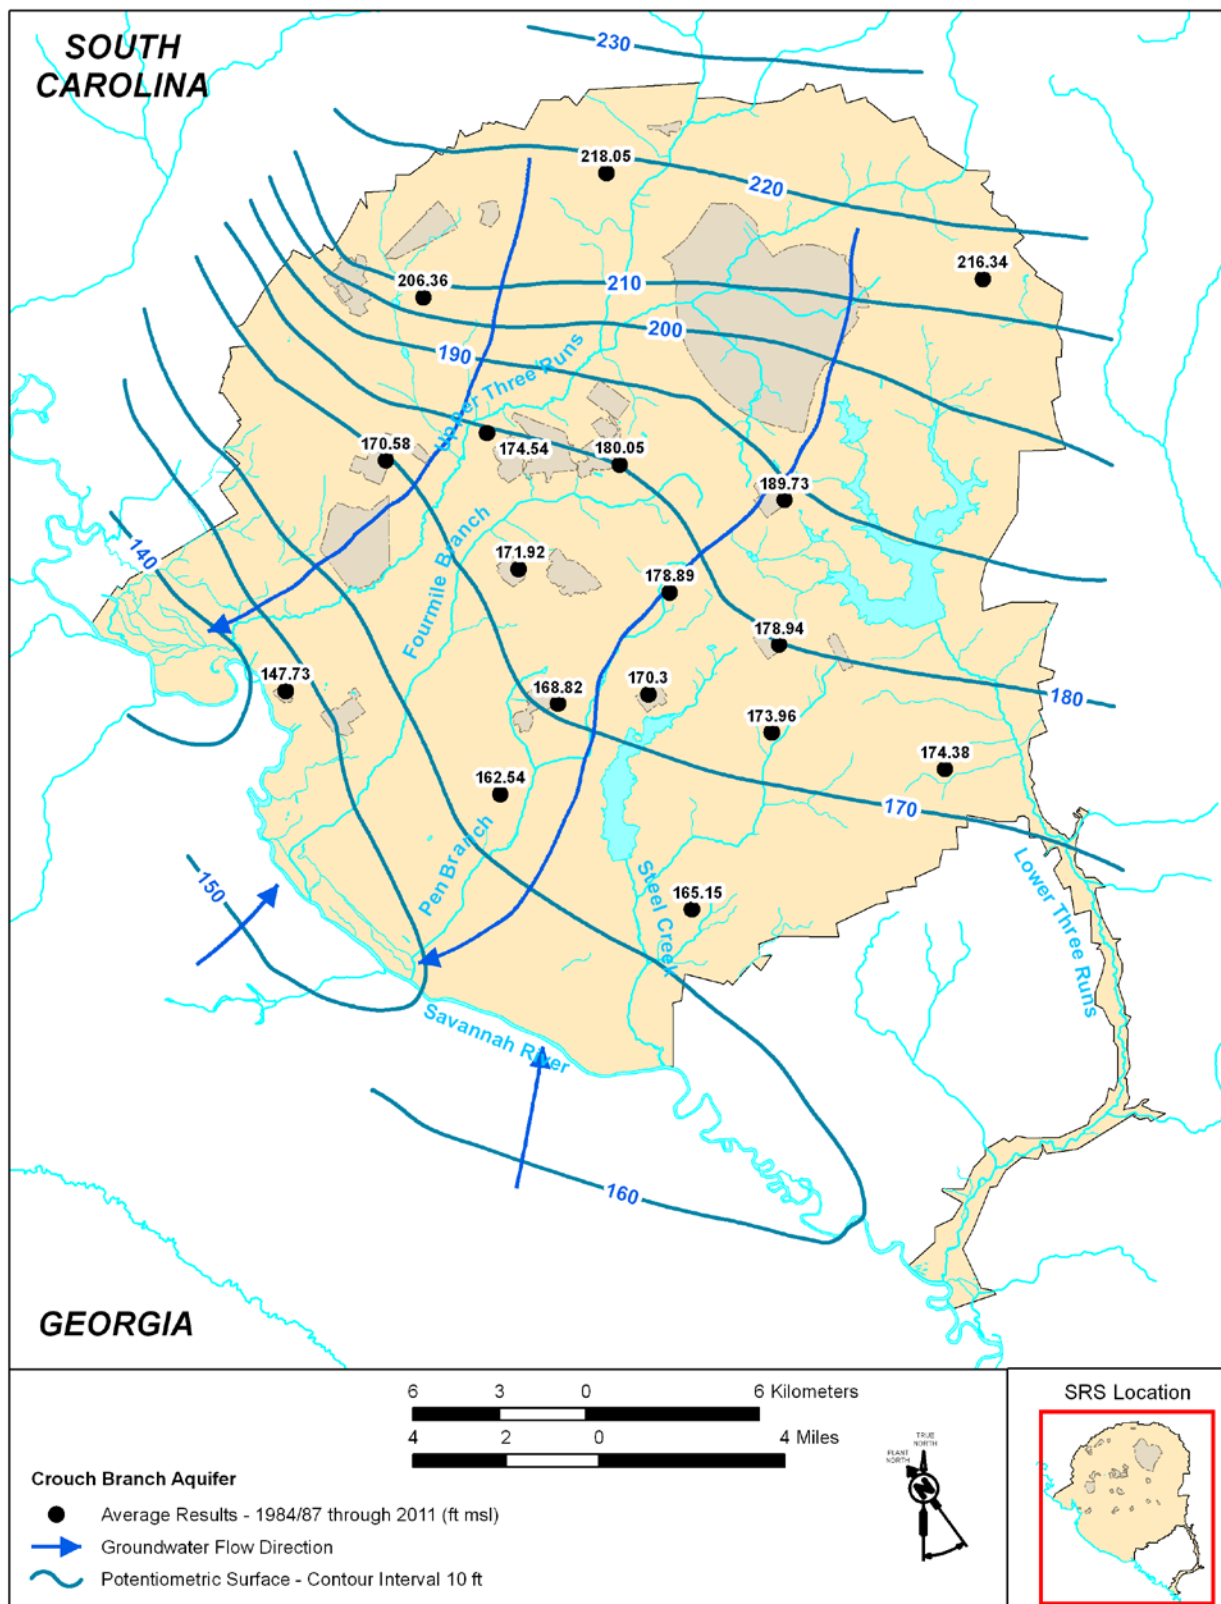 SOUTH
CAROLINA
230
218.05
220
216.34
206.36
210
200
190
Upper Three Runs
170.58
174.54
180.05
189.73
140
Fourmile Branch
171.92
178.89
178.94
147.73
168.82
170.3
180
173.96
174.38
162.54
170
Pen Branch
150
Steel Creek
165.15
Lower Three Runs
Savannah River
160
GEORGIA
6 3 0 6 Kilometers
4 2 0 4 Miles
Crouch Branch Aquifer
Average Results - 1984/87 through 2011 (ft msl)
Groundwater Flow Direction
Potentiometric Surface - Contour Interval 10 ft
TRUE
NORTH
PLANT
NORTH
N
SRS Location